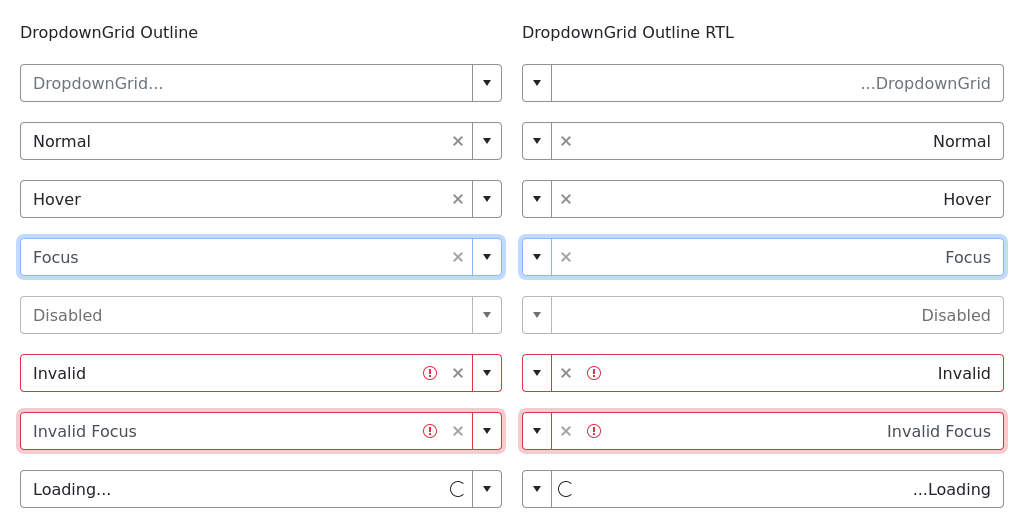 DropdownGrid Outline
DropdownGrid...
Normal
Hover
Focus
Disabled
Invalid
Invalid Focus
Loading...
DropdownGrid Outline RTL
...DropdownGrid
Normal
Hover
Focus
Disabled
Invalid
Invalid Focus
...Loading